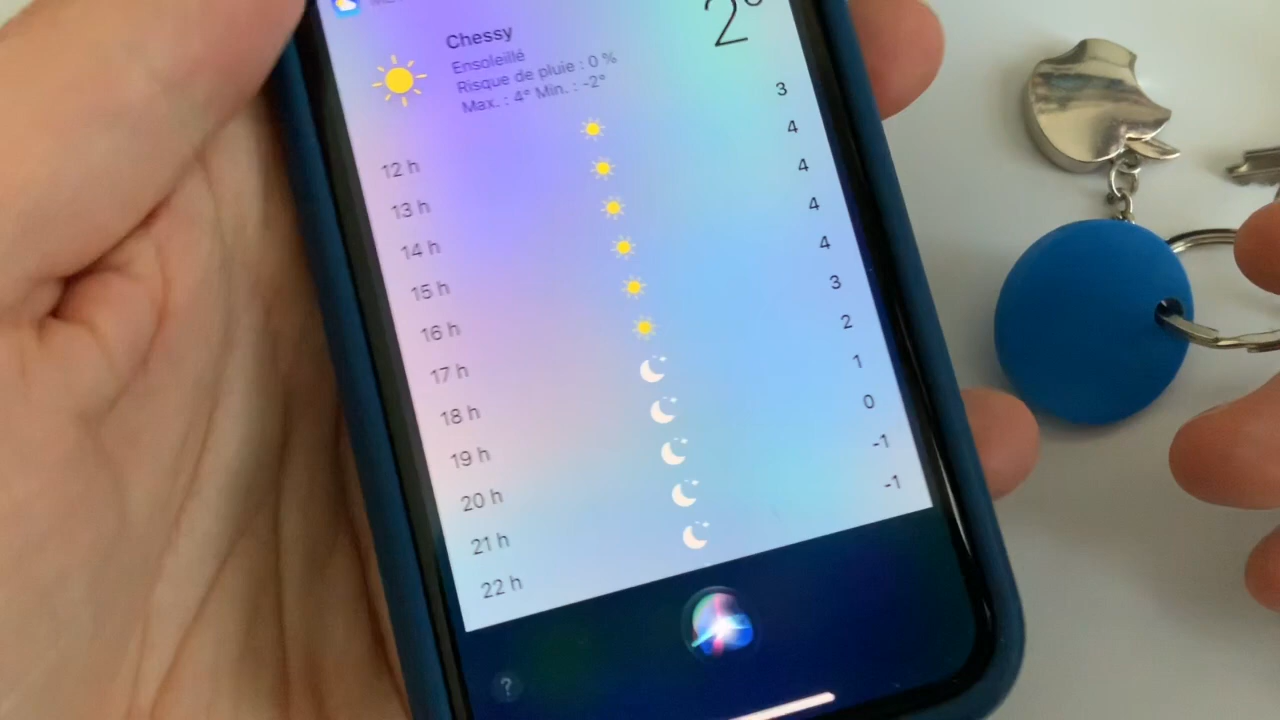 Chessy
2°
Ensoleillé
Risque de pluie : 0 %
Max. : 4° Min. : -2°
12 h 3
13 h 4
14 h 4
15 h 4
16 h 4
17 h 3
18 h 2
19 h 1
20 h 0
21 h -1
22 h -1
?